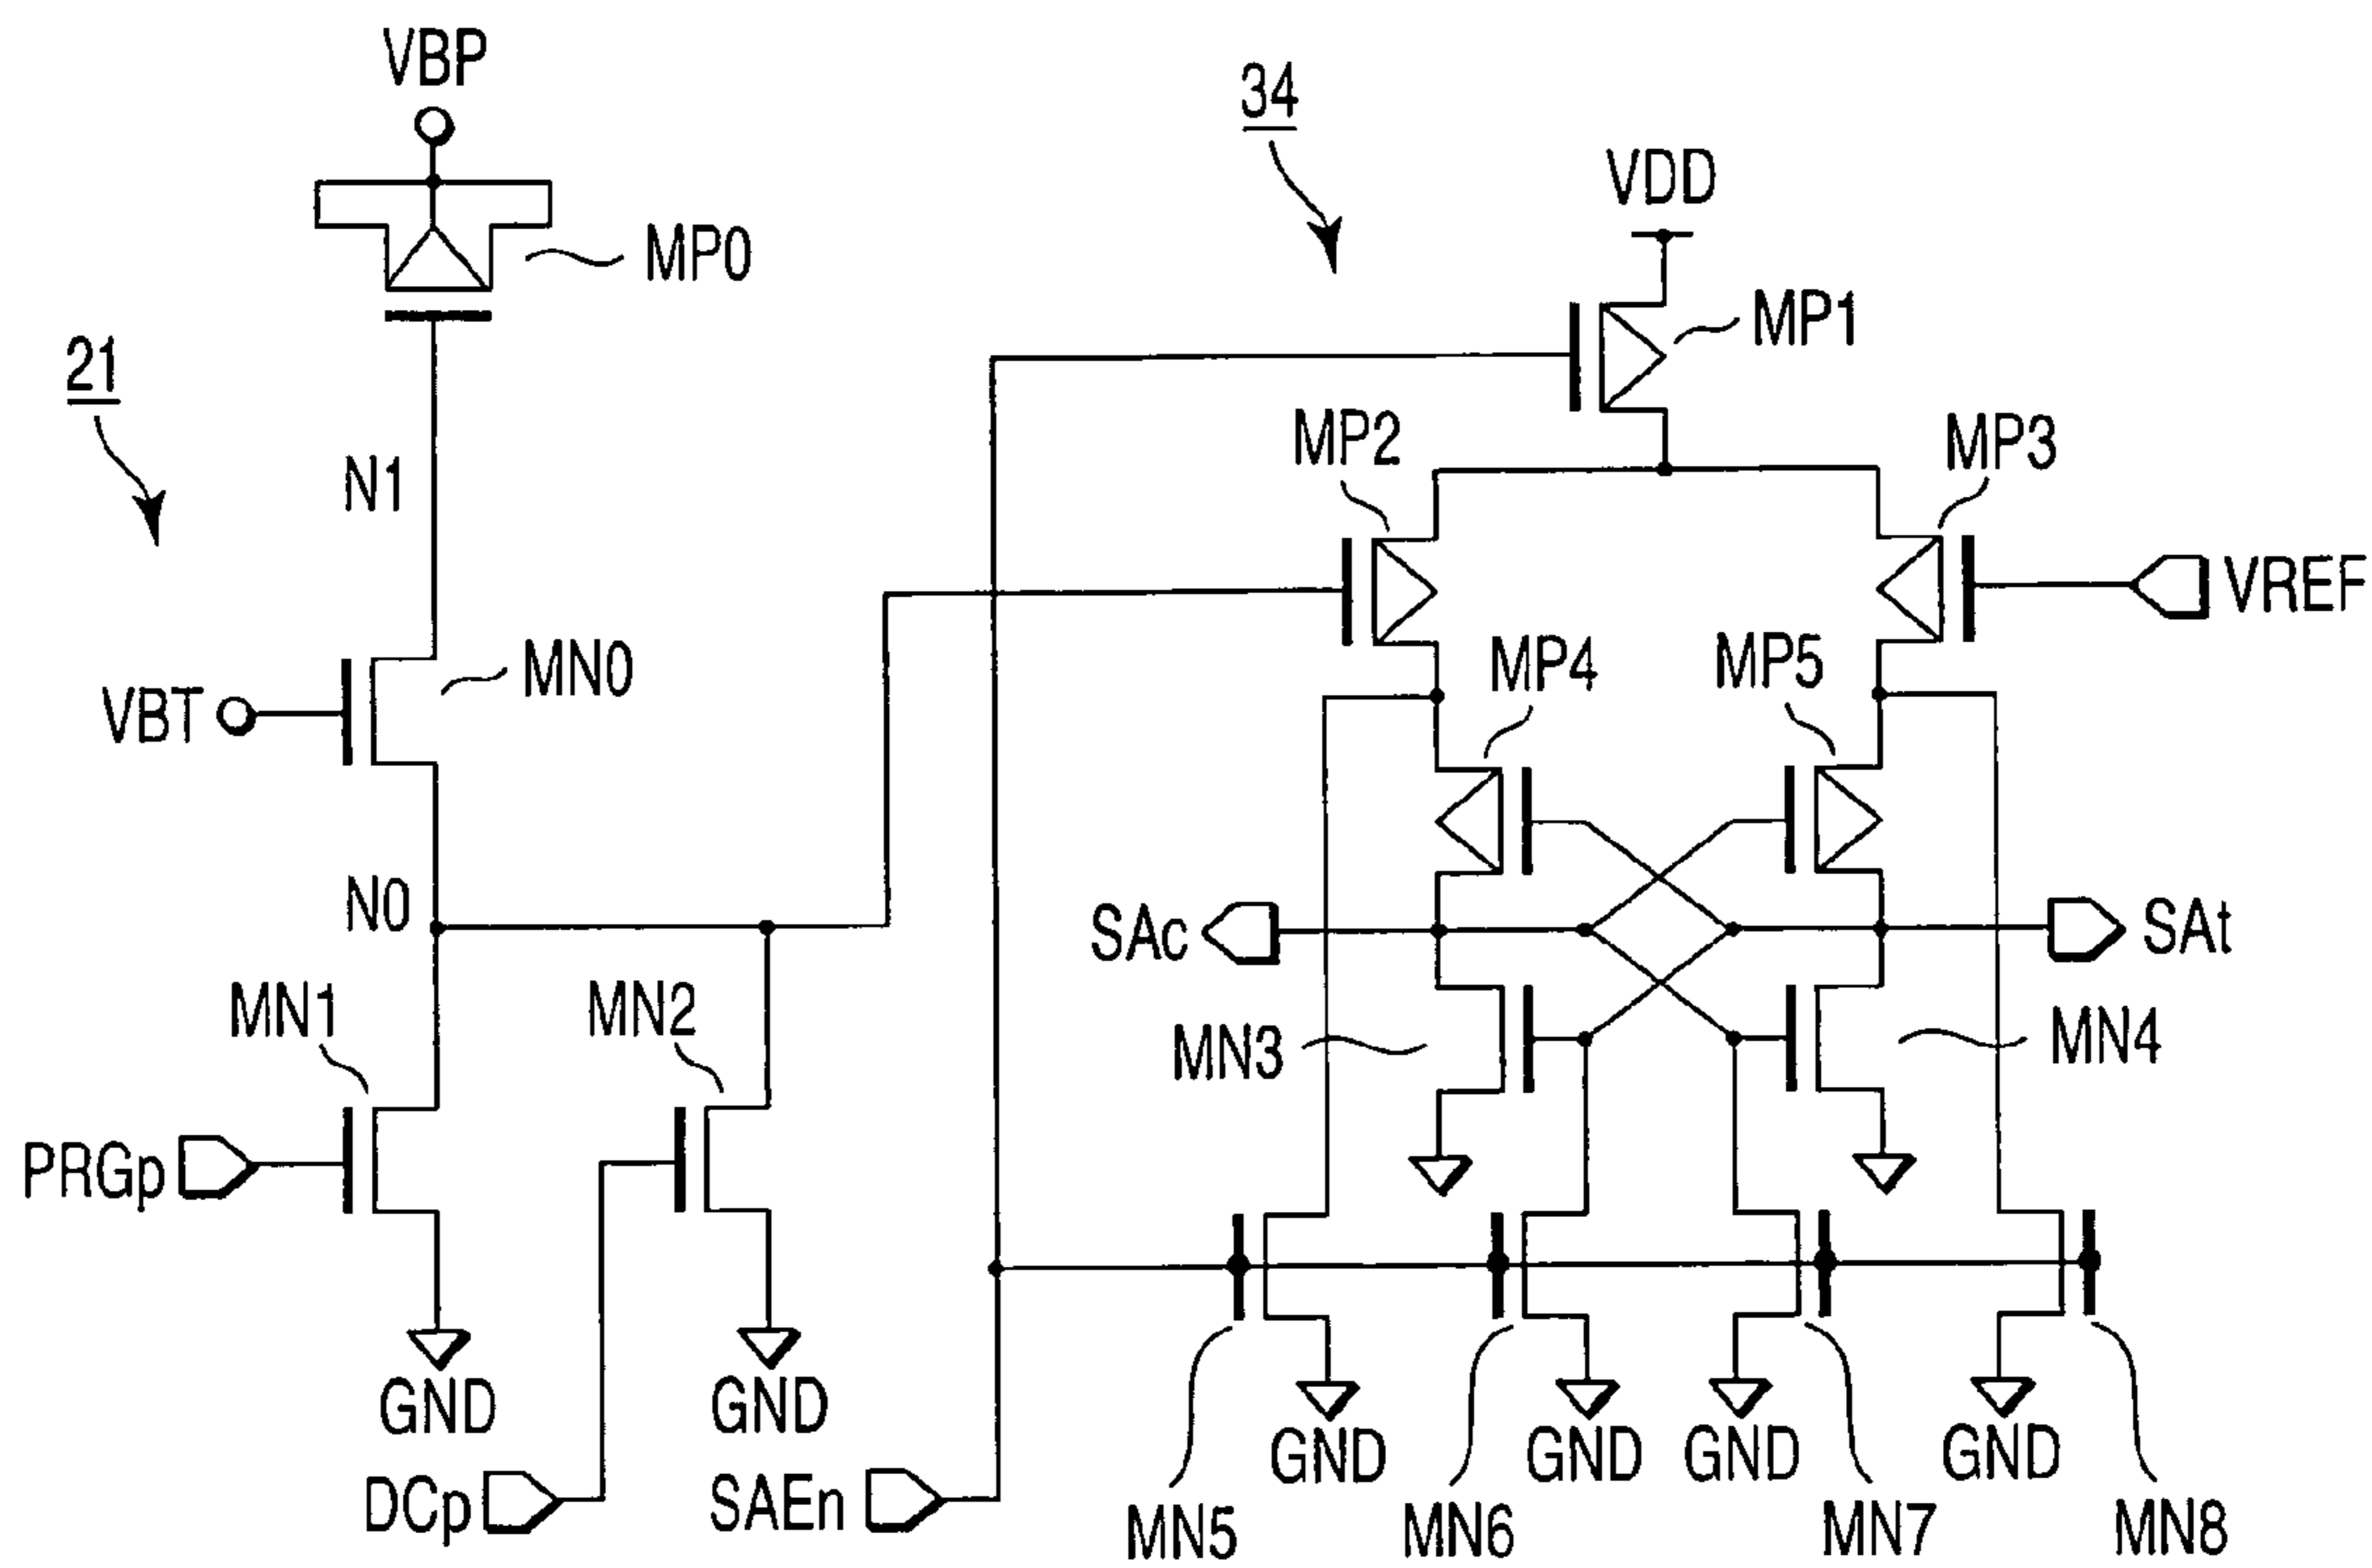 VBP
34
VDD
MP0
MP1
21
MP2
MP3
N1
VREF
MN0
MP4
MP5
VBT
N0
SAc
SAt
MN1
MN2
MN3
MN4
PRGp
GND
GND
GND
GND
GND
GND
DCp
SAEn
MN5
MN6
MN7
MN8